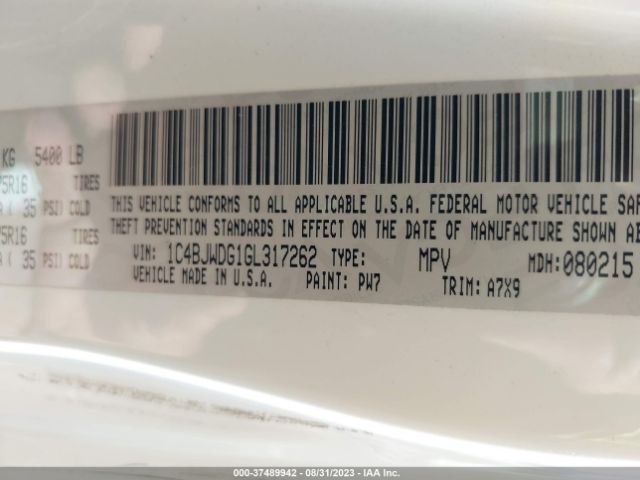 KG 5400 LB
75R16 TIRES
A ( 35 PSI) COLD
75R16 TIRES
A ( 35 PSI) COLD
THIS VEHICLE CONFORMS TO ALL APPLICABLE U.S.A. FEDERAL MOTOR VEHICLE SAF
THEFT PREVENTION STANDARDS IN EFFECT ON THE DATE OF MANUFACTURE SHOWN AB
VIN: 1C4BJWDG1GL317262 TYPE: MPV MDH:080215
VEHICLE MADE IN U.S.A. PAINT: PW7 TRIM: A7X9
000-37489942 - 08/31/2023 - IAA Inc.